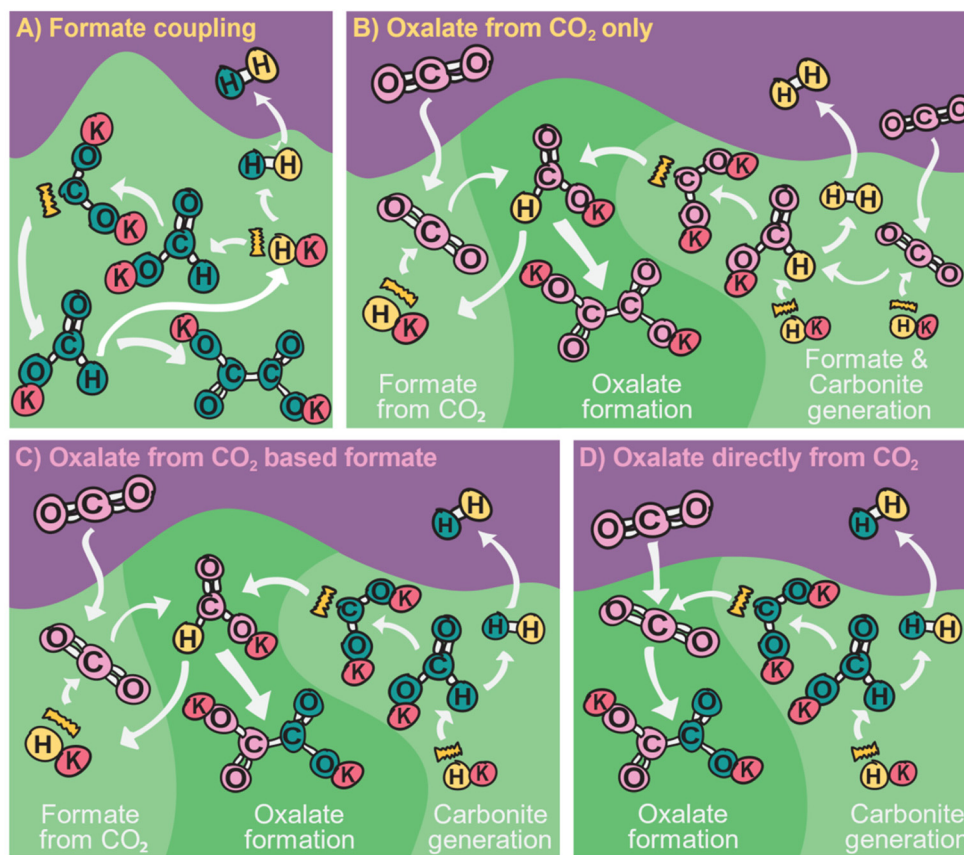 A) Formate coupling
H H
K
O
C
O
K
H H
O
C
K O H
H K
O
C
O H
K
K
O O
C C
O O K
B) Oxalate from CO₂ only
O C O
O
C
H O K
O C O
H K
K O O
C C
O O K
C O K
O
K
H H
O C O
H H
O
C
O H
K
O C O
H K
H K
Formate
from CO₂
Oxalate
formation
Formate &
Carbonite
generation
C) Oxalate from CO₂ based formate
O C O
O
C
H O K
O C O
H K
K O O
C C
O O K
C O K
O
K
H H
H H
O
C
O H
K
H K
Formate
from CO₂
Oxalate
formation
Carbonite
generation
D) Oxalate directly from CO₂
O C O
O C O
K O O
C C
O O K
C O K
O
K
H H
H H
O
C
K O H
H K
Oxalate
formation
Carbonite
generation